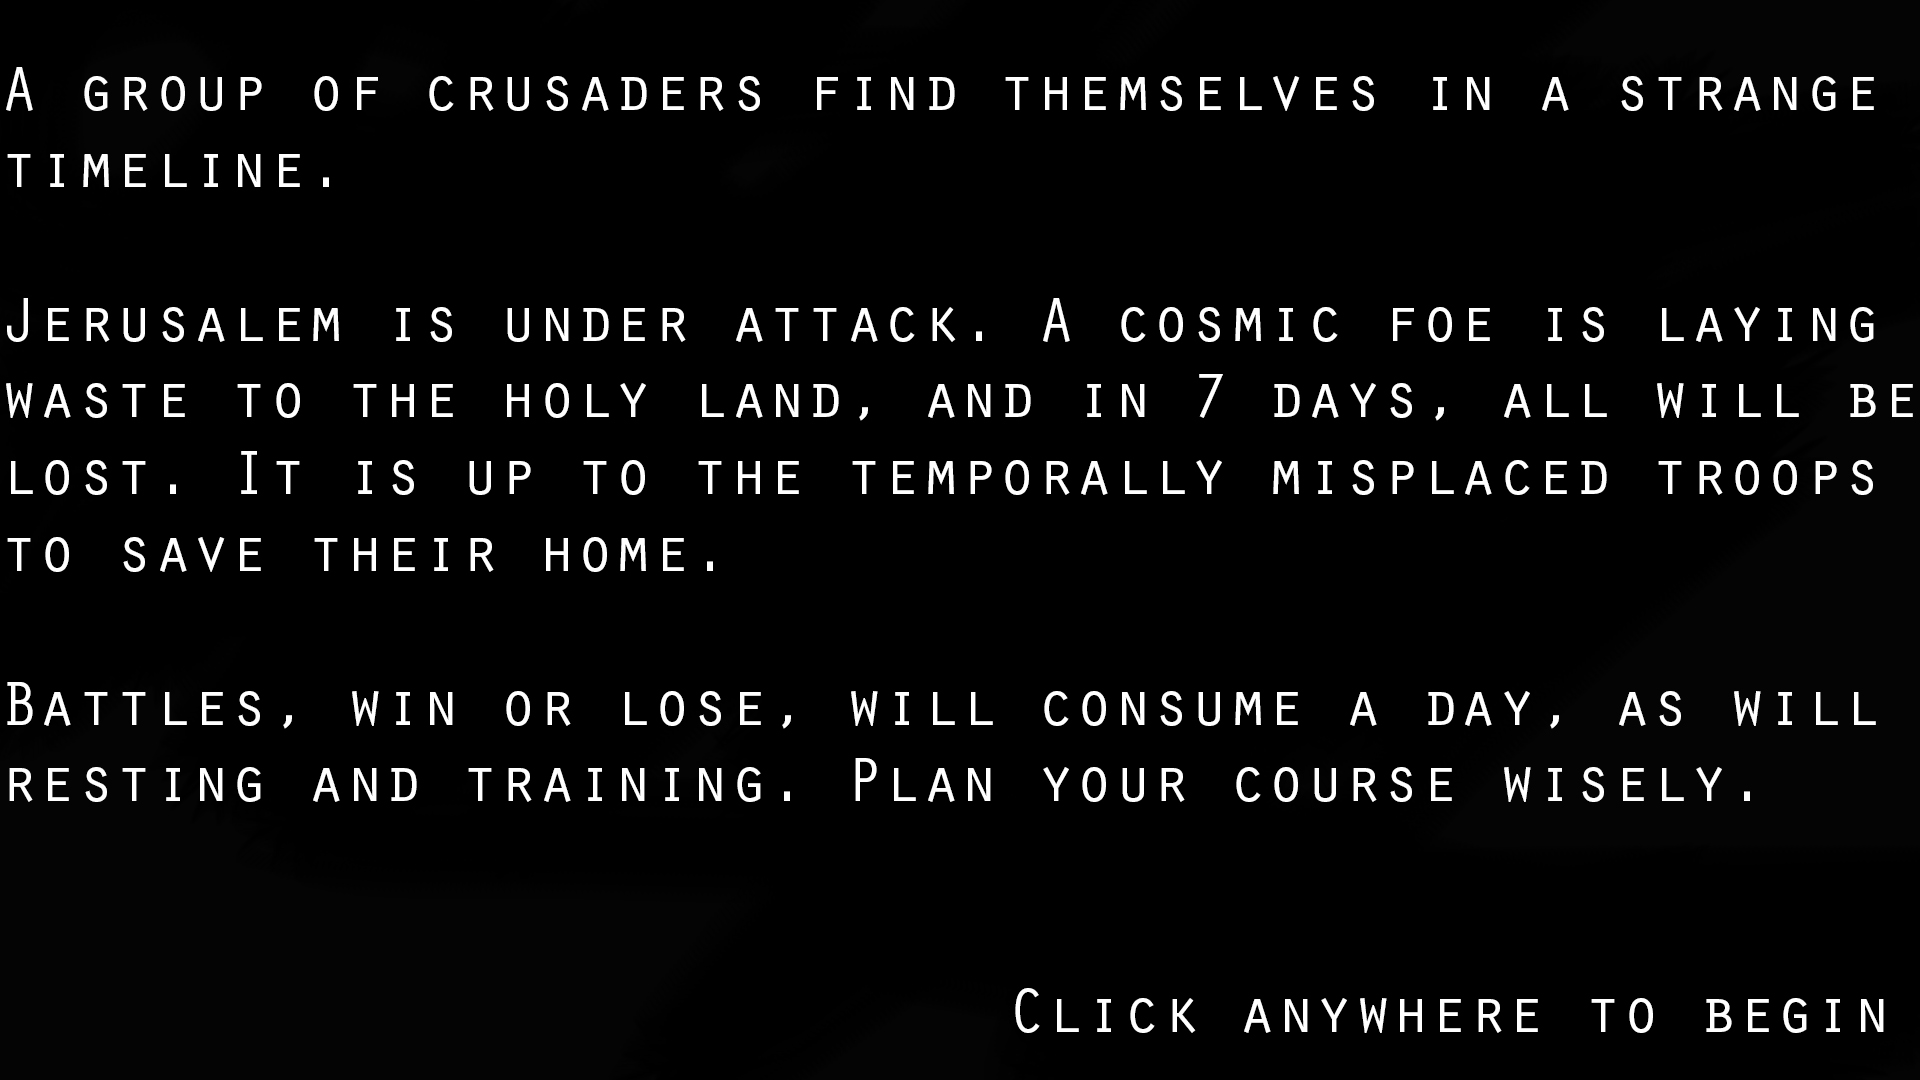 A group of crusaders find themselves in a strange
timeline.
Jerusalem is under attack. A cosmic foe is laying
waste to the holy land, and in 7 days, all will be
lost. It is up to the temporally misplaced troops
to save their home.
Battles, win or lose, will consume a day, as will
resting and training. Plan your course wisely.
Click anywhere to begin